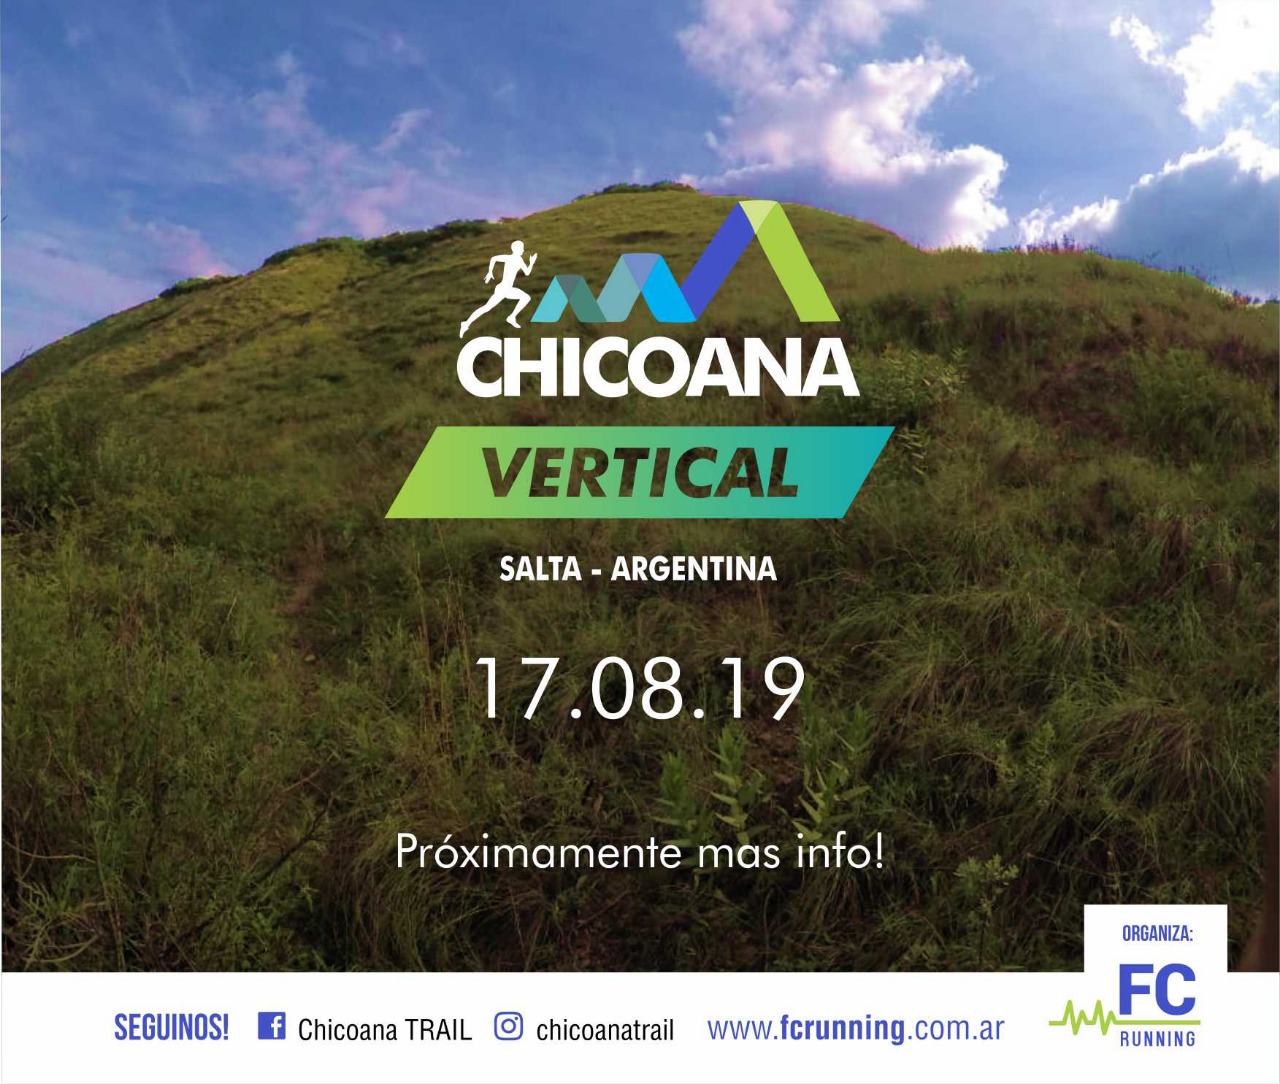 CHICOANA
VERTICAL
SALTA - ARGENTINA
17.08.19
Próximamente mas info!
ORGANIZA:
FC
RUNNING
SEGUINOS! Chicoana TRAIL chicoanatrail www.fcrunning.com.ar